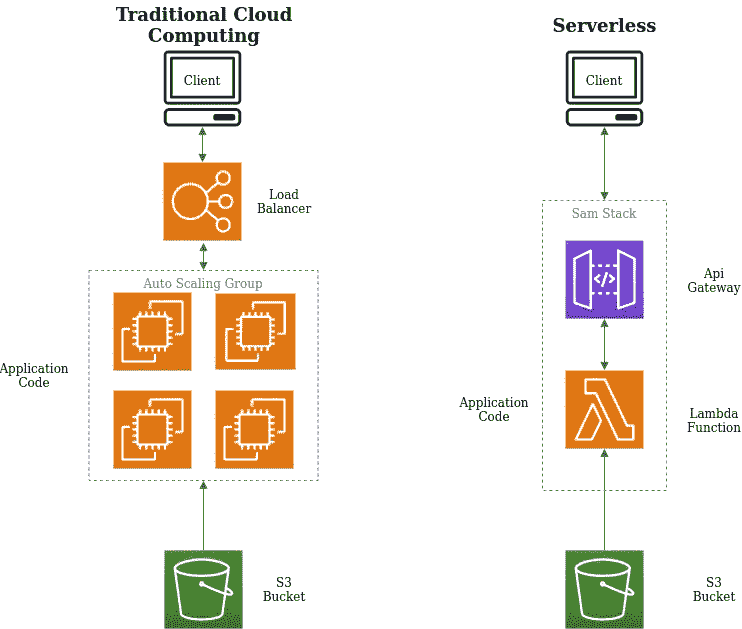 Traditional Cloud
Computing
Client
Load
Balancer
Auto Scaling Group
Application
Code
S3
Bucket
Serverless
Client
Sam Stack
Api
Gateway
</>
Application
Code
Lambda
Function
S3
Bucket